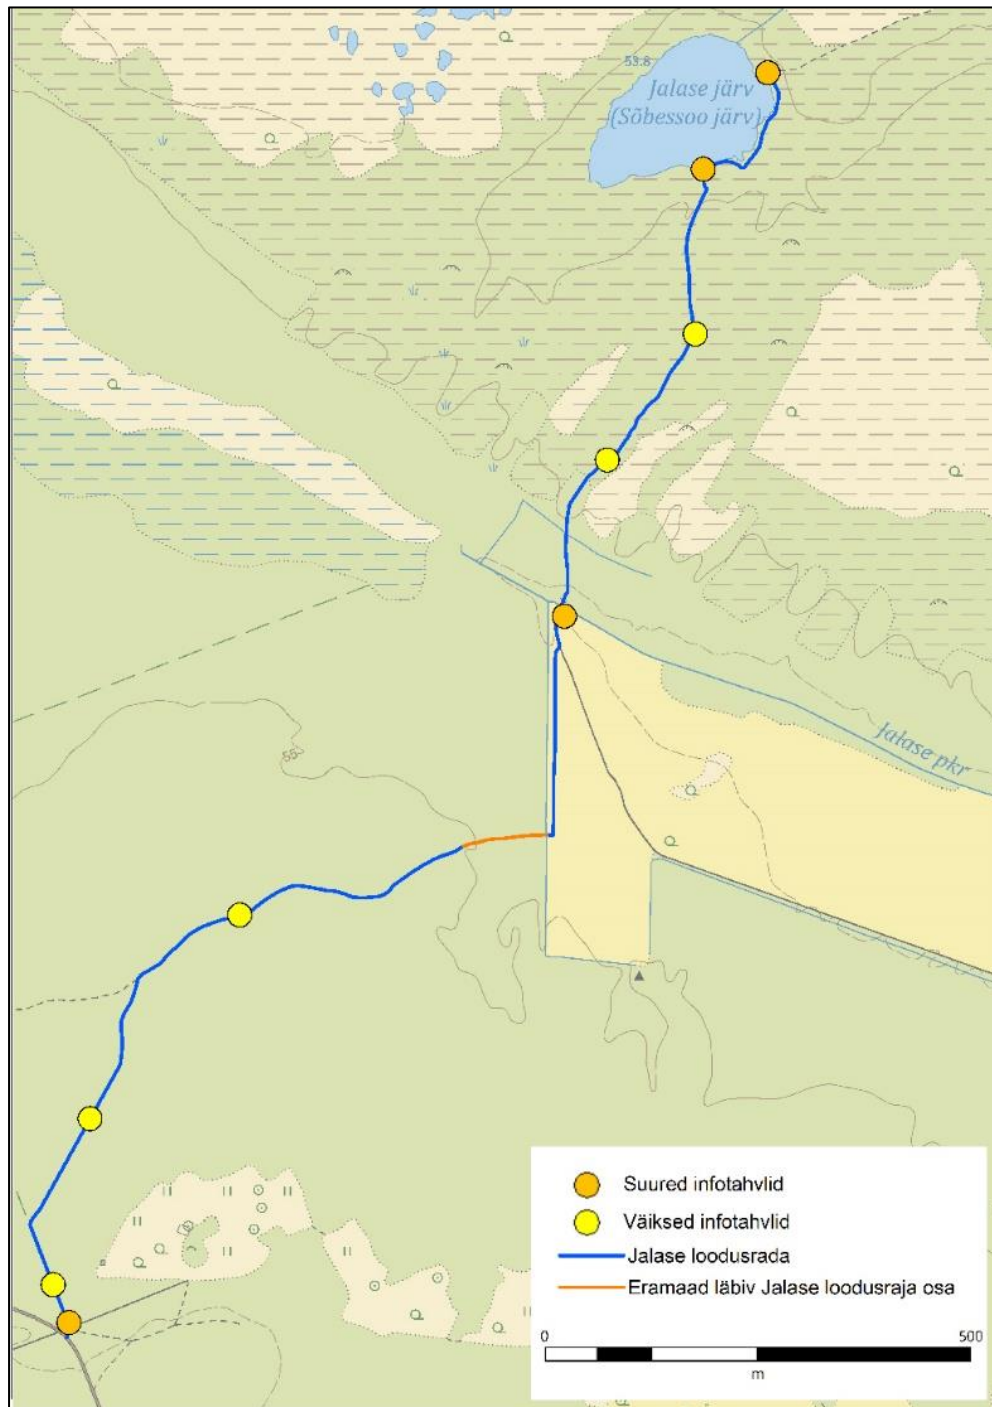 53.8
Jalase järv
(Sõbessoo järv)
Jalase pkr
55
Suured infotahvlid
Väiksed infotahvlid
Jalase loodusrada
Eramaad läbiv Jalase loodusraja osa
0 500
m